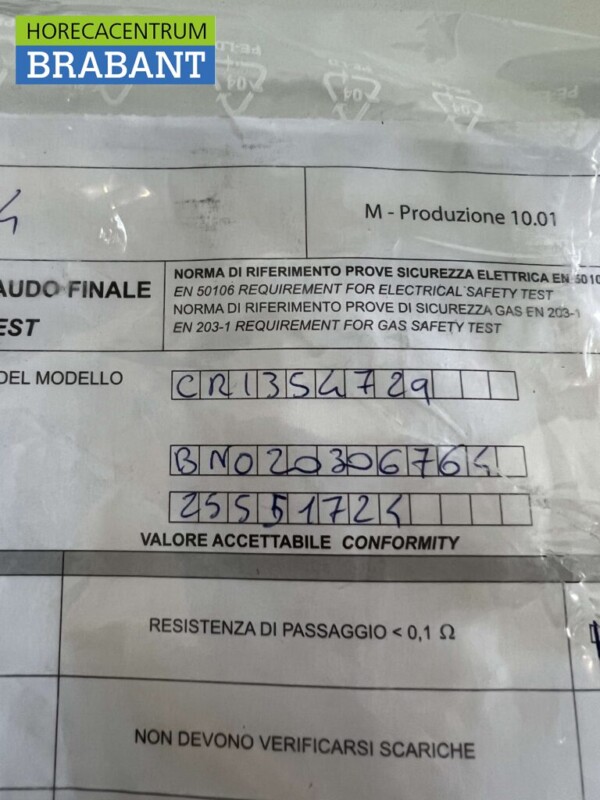 HORECACENTRUM
BRABANT
M - Produzione 10.01
AUDO FINALE
EST
NORMA DI RIFERIMENTO PROVE SICUREZZA ELETTRICA EN 5010
EN 50106 REQUIREMENT FOR ELECTRICAL SAFETY TEST
NORMA DI RIFERIMENTO PROVE DI SICUREZZA GAS EN 203-1
EN 203-1 REQUIREMENT FOR GAS SAFETY TEST
DEL MODELLO
CR1354729
BN020306764
25551724
VALORE ACCETTABILE CONFORMITY
RESISTENZA DI PASSAGGIO < 0,1 Ω
NON DEVONO VERIFICARSI SCARICHE